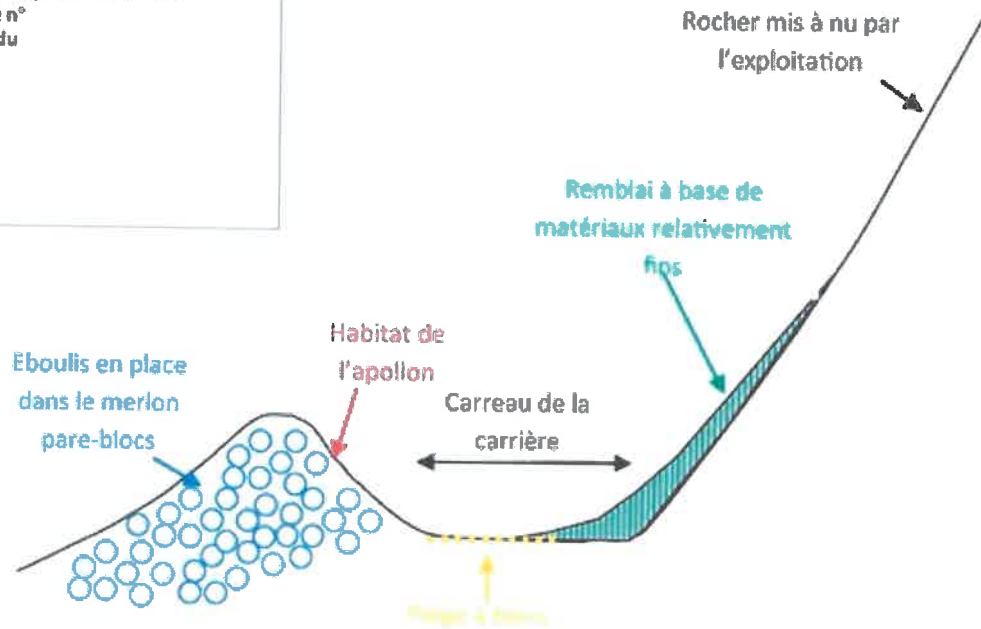 n°
du
Rocher mis à nu par
l'exploitation
Remblai à base de
matériaux relativement
fins
Habitat de
l'apollon
Eboulis en place
dans le merlon
pare-blocs
Carreau de la
carrière